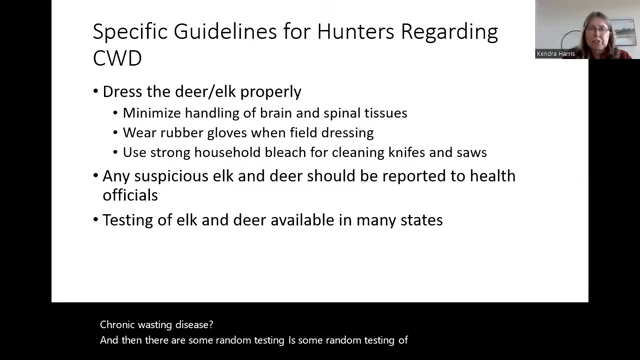 Specific Guidelines for Hunters Regarding
CWD
• Dress the deer/elk properly
• Minimize handling of brain and spinal tissues
• Wear rubber gloves when field dressing
• Use strong household bleach for cleaning knifes and saws
• Any suspicious elk and deer should be reported to health
officials
• Testing of elk and deer available in many states
Kendra Harris
Chronic wasting disease?
And then there are some random testing Is some random testing of